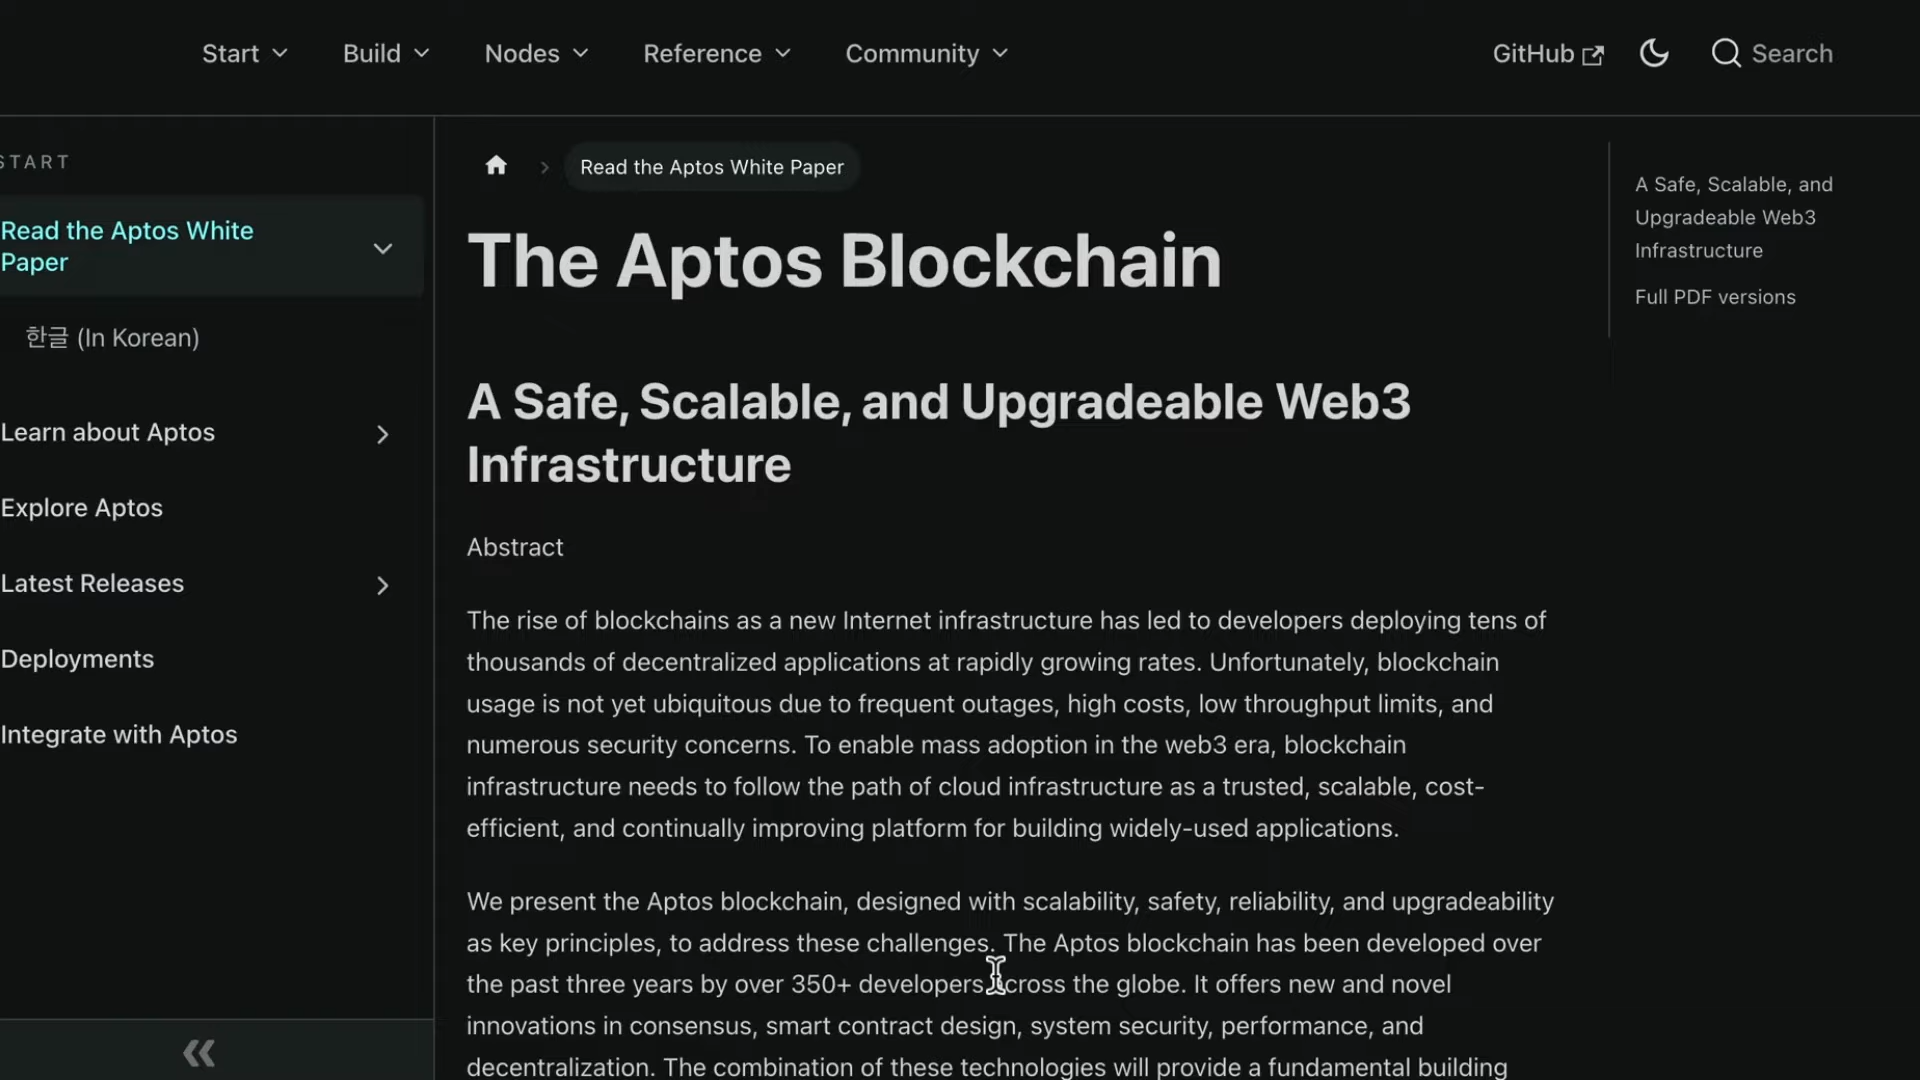 Start
Build
Nodes
Reference
Community
GitHub
Search
START
Read the Aptos White
Paper
한글 (In Korean)
Learn about Aptos
Explore Aptos
Latest Releases
Deployments
Integrate with Aptos
Read the Aptos White Paper
The Aptos Blockchain
A Safe, Scalable, and Upgradeable Web3
Infrastructure
Abstract
The rise of blockchains as a new Internet infrastructure has led to developers deploying tens of
thousands of decentralized applications at rapidly growing rates. Unfortunately, blockchain
usage is not yet ubiquitous due to frequent outages, high costs, low throughput limits, and
numerous security concerns. To enable mass adoption in the web3 era, blockchain
infrastructure needs to follow the path of cloud infrastructure as a trusted, scalable, cost-
efficient, and continually improving platform for building widely-used applications.
We present the Aptos blockchain, designed with scalability, safety, reliability, and upgradeability
as key principles, to address these challenges. The Aptos blockchain has been developed over
the past three years by over 350+ developers across the globe. It offers new and novel
innovations in consensus, smart contract design, system security, performance, and
decentralization. The combination of these technologies will provide a fundamental building
A Safe, Scalable, and
Upgradeable Web3
Infrastructure
Full PDF versions